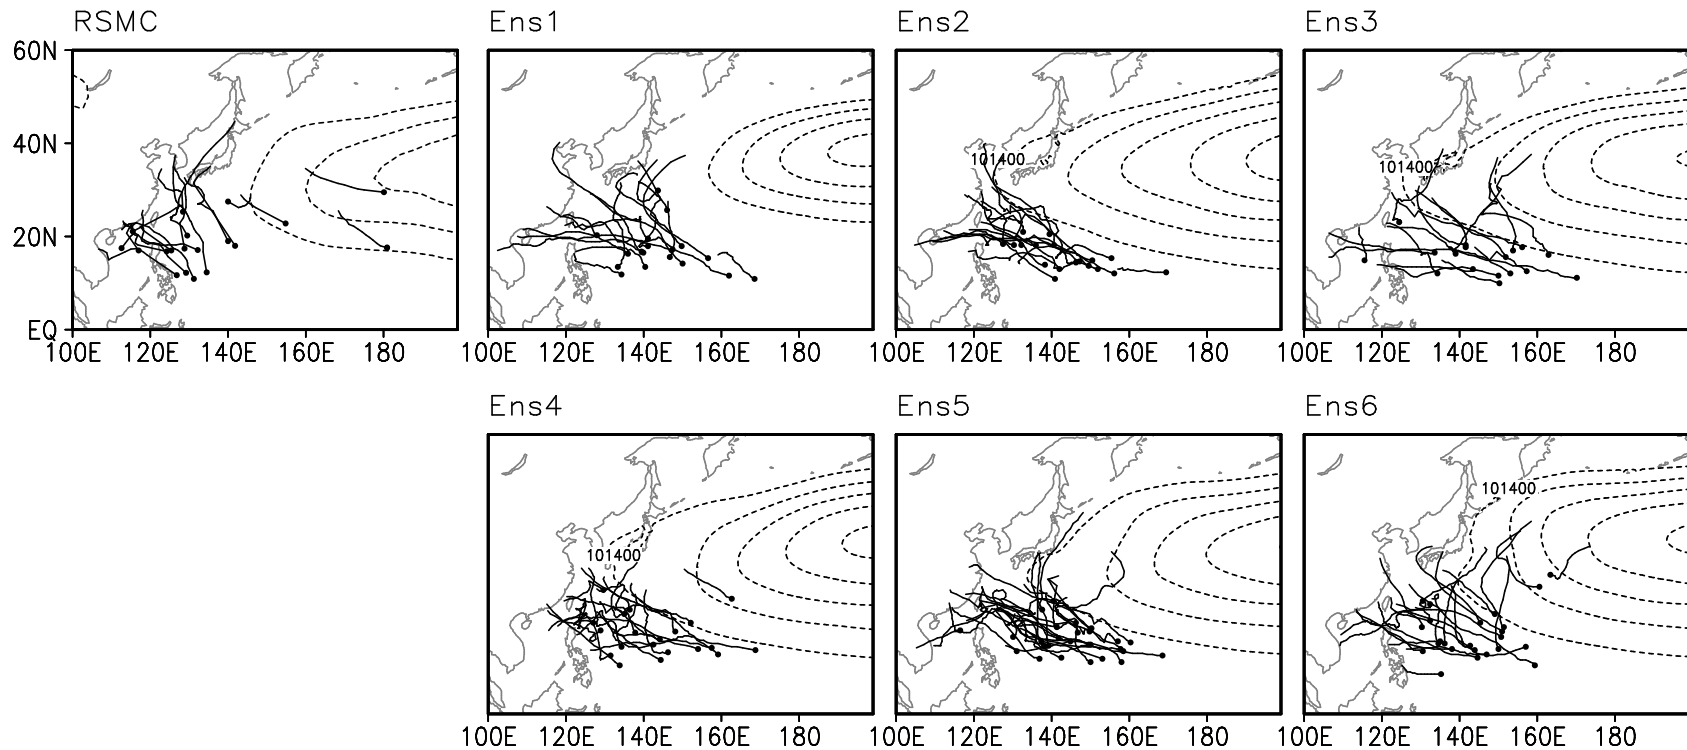 RSMC Ens1 Ens2 Ens3
60N
40N
20N
EQ
101400
101400
100E 120E 140E 160E 180 100E 120E 140E 160E 180 100E 120E 140E 160E 180 100E 120E 140E 160E 180
Ens4 Ens5 Ens6
101400
101400
100E 120E 140E 160E 180 100E 120E 140E 160E 180 100E 120E 140E 160E 180